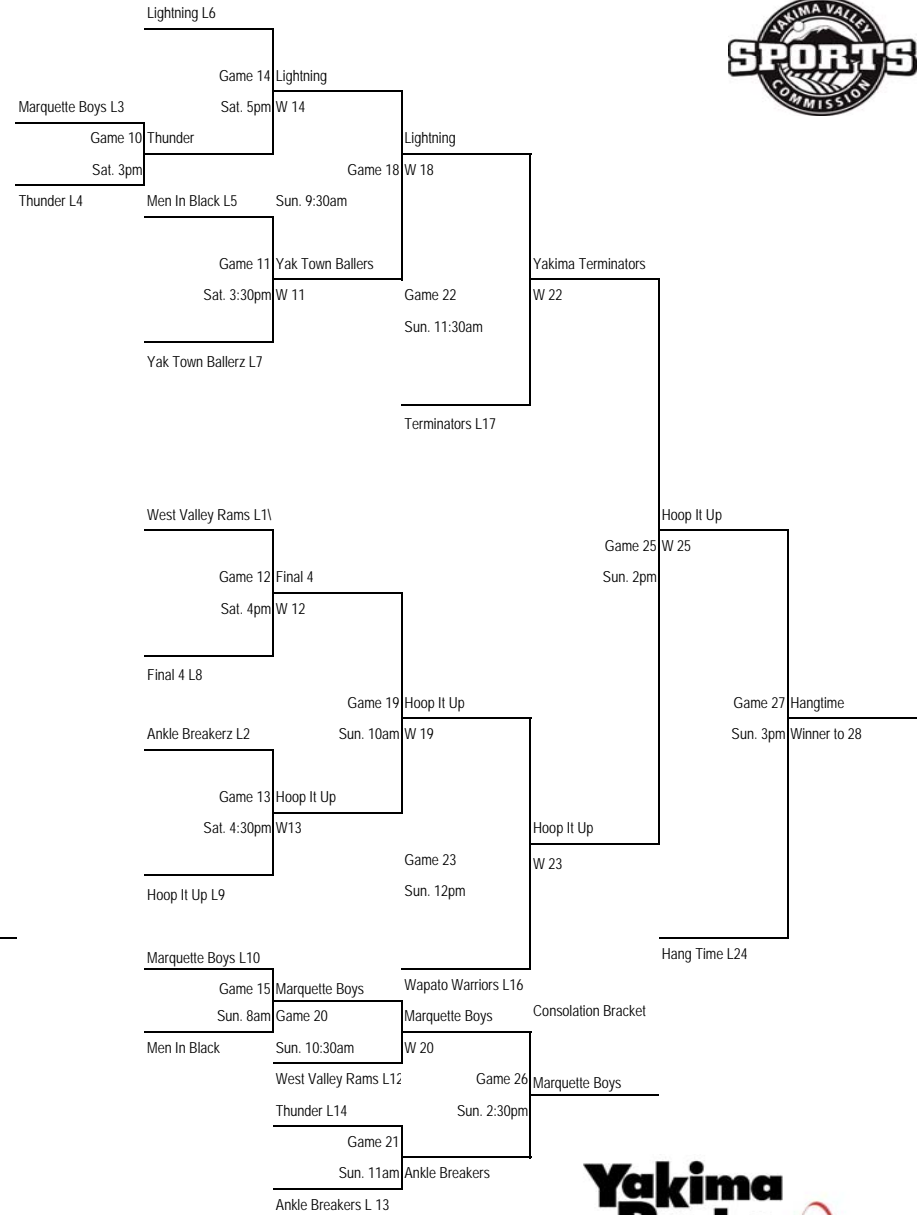 Lightning L6
YAKIMA VALLEY
SPORTS
COMMISSION
Game 14 Lightning
Marquette Boys L3
Sat. 5pm W 14
Game 10 Thunder
Lightning
Sat. 3pm
Game 18 W 18
Thunder L4
Men In Black L5
Sun. 9:30am
Game 11 Yak Town Ballers
Yakima Terminators
Sat. 3:30pm W 11
Game 22
W 22
Sun. 11:30am
Yak Town Ballerz L7
Terminators L17
West Valley Rams L1\
Hoop It Up
Game 25 W 25
Game 12 Final 4
Sun. 2pm
Sat. 4pm W 12
Final 4 L8
Game 19 Hoop It Up
Game 27 Hangtime
Ankle Breakerz L2
Sun. 10am W 19
Sun. 3pm Winner to 28
Game 13 Hoop It Up
Sat. 4:30pm W13
Hoop It Up
Game 23
W 23
Hoop It Up L9
Sun. 12pm
Marquette Boys L10
Hang Time L24
Game 15 Marquette Boys
Wapato Warriors L16
Sun. 8am Game 20
Marquette Boys
Consolation Bracket
Men In Black
Sun. 10:30am
W 20
West Valley Rams L12
Game 26 Marquette Boys
Thunder L14
Sun. 2:30pm
Game 21
Sun. 11am Ankle Breakers
Ankle Breakers L 13
Yakima